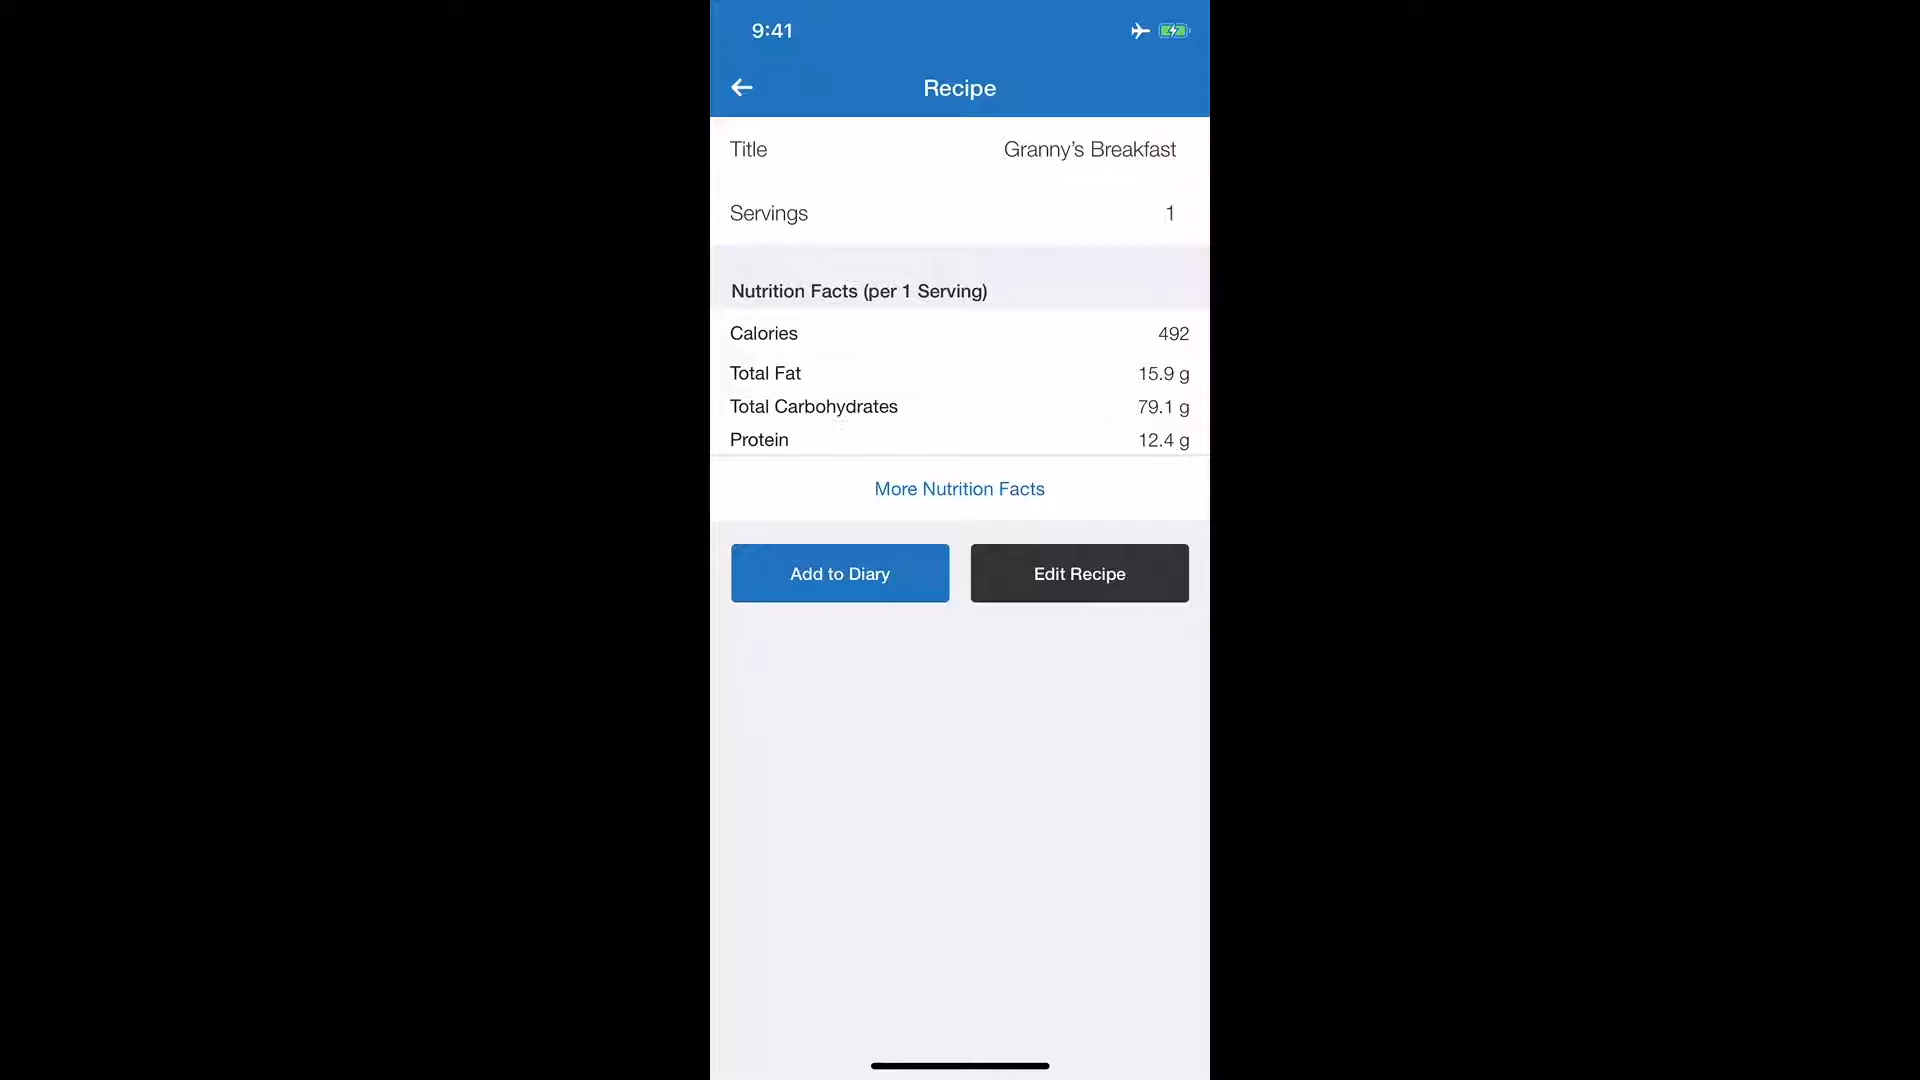 9:41
Recipe
Title Granny’s Breakfast
Servings 1
Nutrition Facts (per 1 Serving)
Calories 492
Total Fat 15.9 g
Total Carbohydrates 79.1 g
Protein 12.4 g
More Nutrition Facts
Add to Diary Edit Recipe